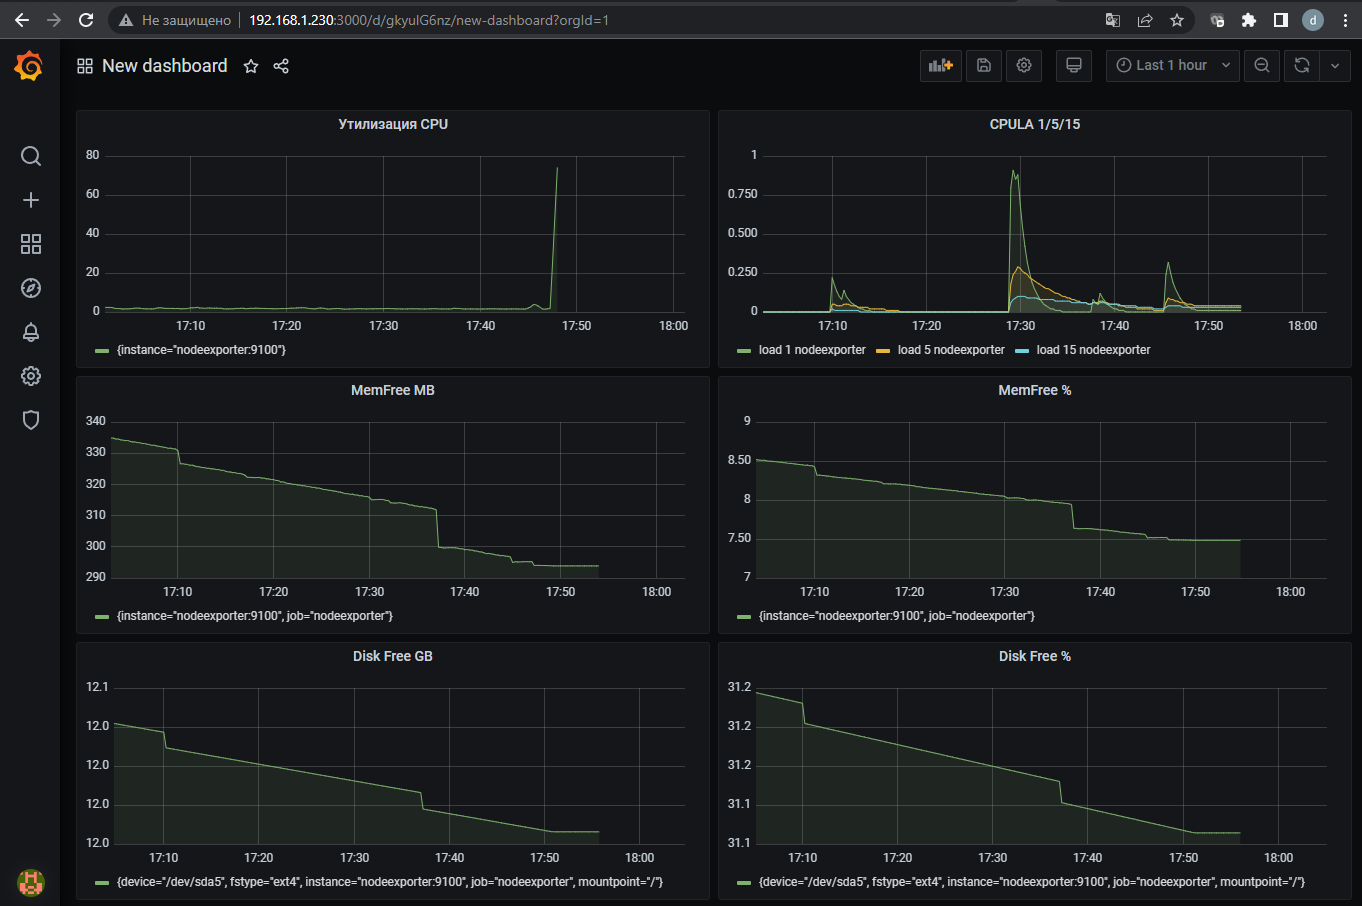 Не защищено 192.168.1.230:3000/d/gkyulG6nz/new-dashboard?orgId=1
d
New dashboard
Last 1 hour
Утилизация CPU
80
60
40
20
0
17:10 17:20 17:30 17:40 17:50 18:00
{instance="nodeexporter:9100"}
CPULA 1/5/15
1
0.750
0.500
0.250
0
17:10 17:20 17:30 17:40 17:50 18:00
load 1 nodeexporter load 5 nodeexporter load 15 nodeexporter
MemFree MB
340
330
320
310
300
290
17:10 17:20 17:30 17:40 17:50 18:00
{instance="nodeexporter:9100", job="nodeexporter"}
MemFree %
9
8.50
8
7.50
7
17:10 17:20 17:30 17:40 17:50 18:00
{instance="nodeexporter:9100", job="nodeexporter"}
Disk Free GB
12.1
12.0
12.0
12.0
12.0
17:10 17:20 17:30 17:40 17:50 18:00
{device="/dev/sda5", fstype="ext4", instance="nodeexporter:9100", job="nodeexporter", mountpoint="/"}
Disk Free %
31.2
31.2
31.2
31.1
31.1
17:10 17:20 17:30 17:40 17:50 18:00
{device="/dev/sda5", fstype="ext4", instance="nodeexporter:9100", job="nodeexporter", mountpoint="/"}